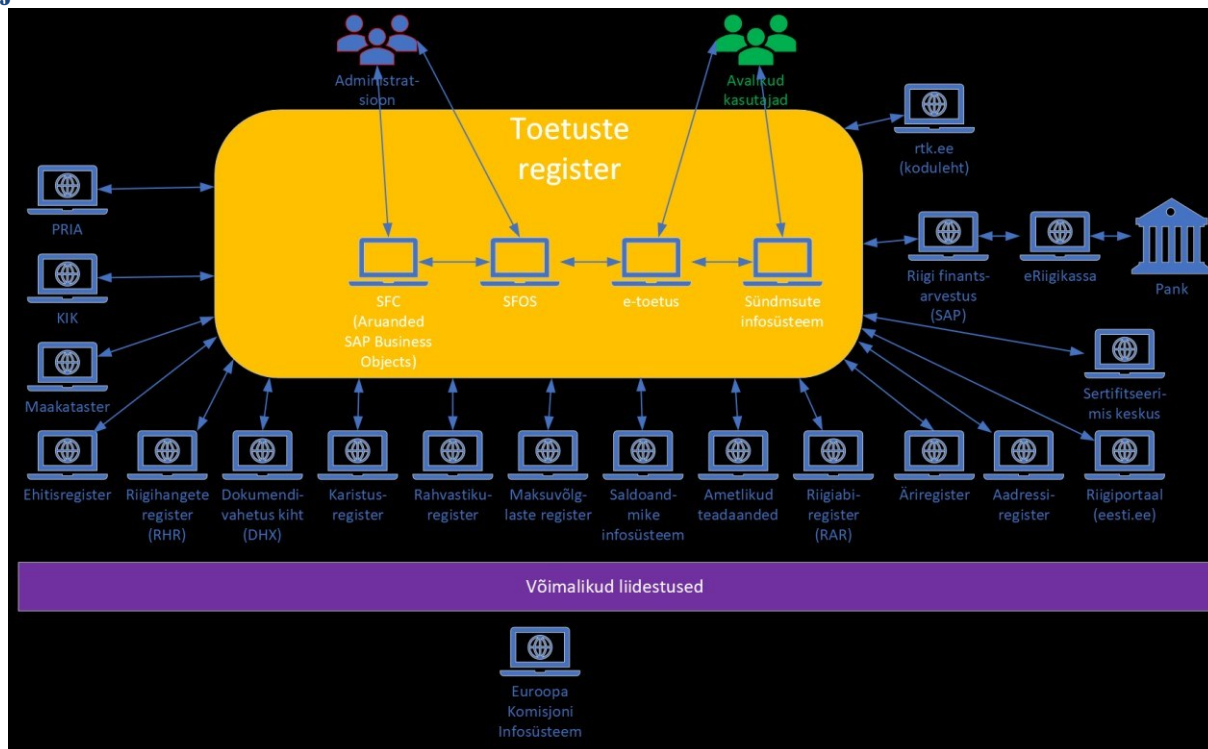 Administrat-
sioon
Avalikud
kasutajad
Toetuste
register
rtk.ee
(koduleht)
PRIA
KIK
Maakataster
SFC
(Aruanded
SAP Business
Objects)
SFOS
e-toetus
Sündmsute
infosüsteem
Riigi finants-
arvestus
(SAP)
eRiigikassa
Pank
Sertifitseeri-
mis keskus
Ehitisregister
Riigihangete
register
(RHR)
Dokumendi-
vahetus kiht
(DHX)
Karistus-
register
Rahvastiku-
register
Maksuvõlg-
laste register
Saldoand-
mike
infosüsteem
Ametlikud
teadaanded
Riigiabi-
register
(RAR)
Äriregister
Aadressi-
register
Riigiportaal
(eesti.ee)
Võimalikud liidestused
Euroopa
Komisjoni
Infosüsteem